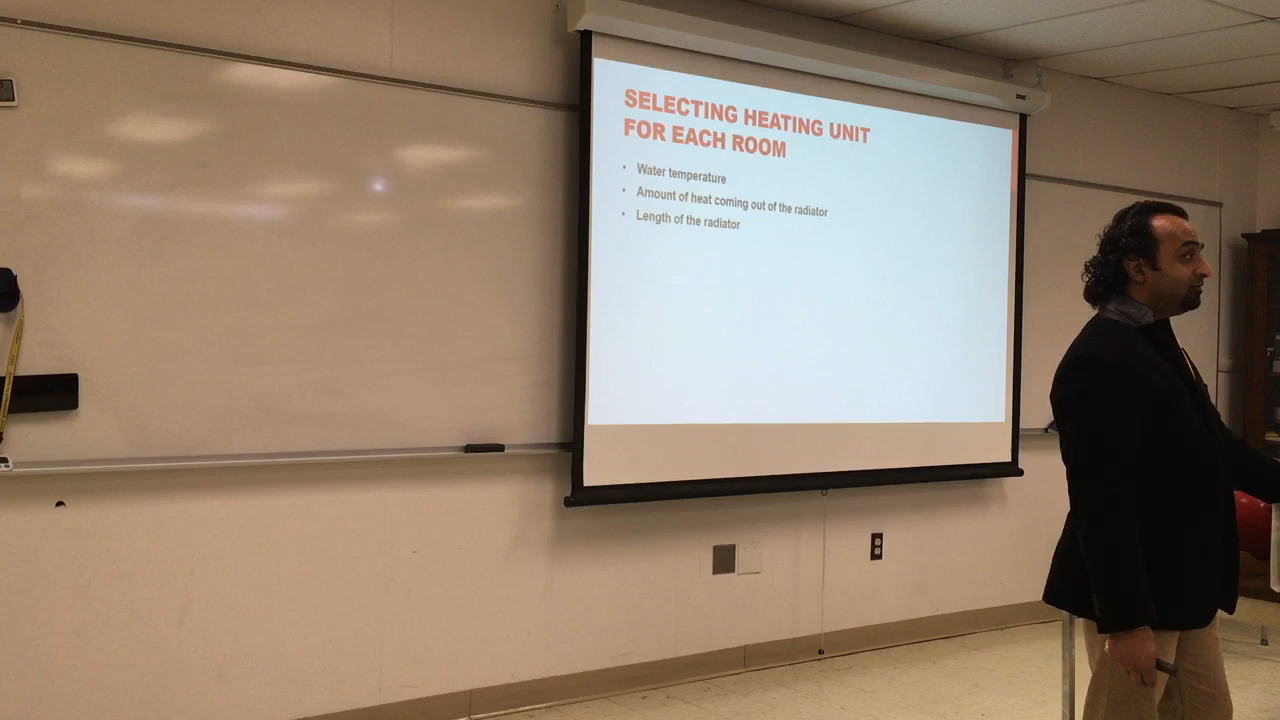 SELECTING HEATING UNIT
FOR EACH ROOM
• Water temperature
• Amount of heat coming out of the radiator
• Length of the radiator